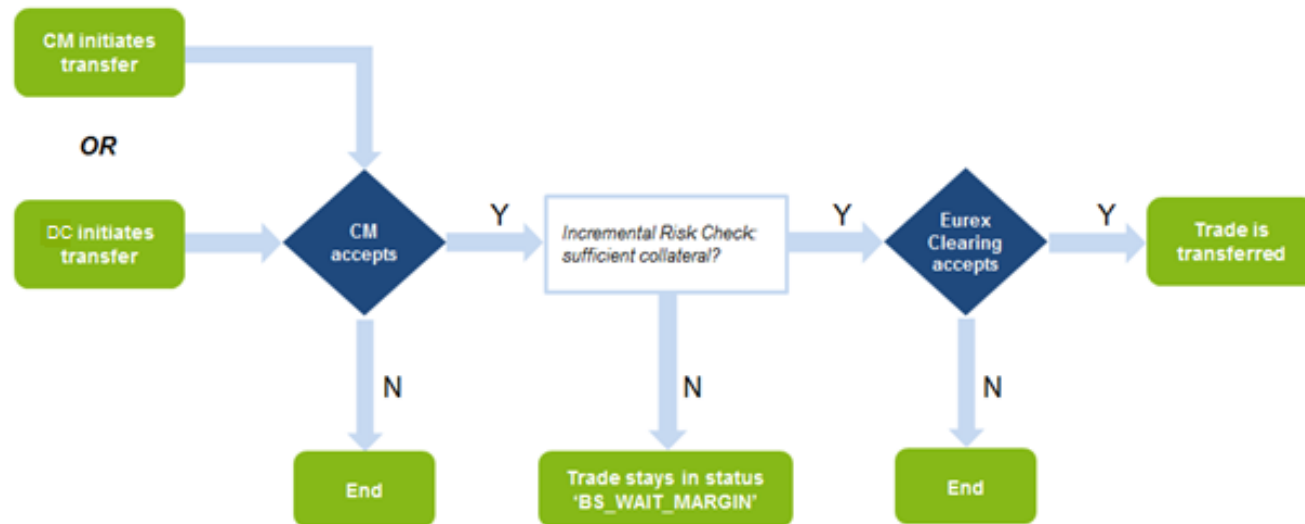 CM initiates
transfer
OR
DC initiates
transfer
CM
accepts
Y
Incremental Risk Check:
sufficient collateral?
Y
Eurex
Clearing
accepts
Y
Trade is
transferred
N
N
N
End
Trade stays in status
‘BS_WAIT_MARGIN’
End